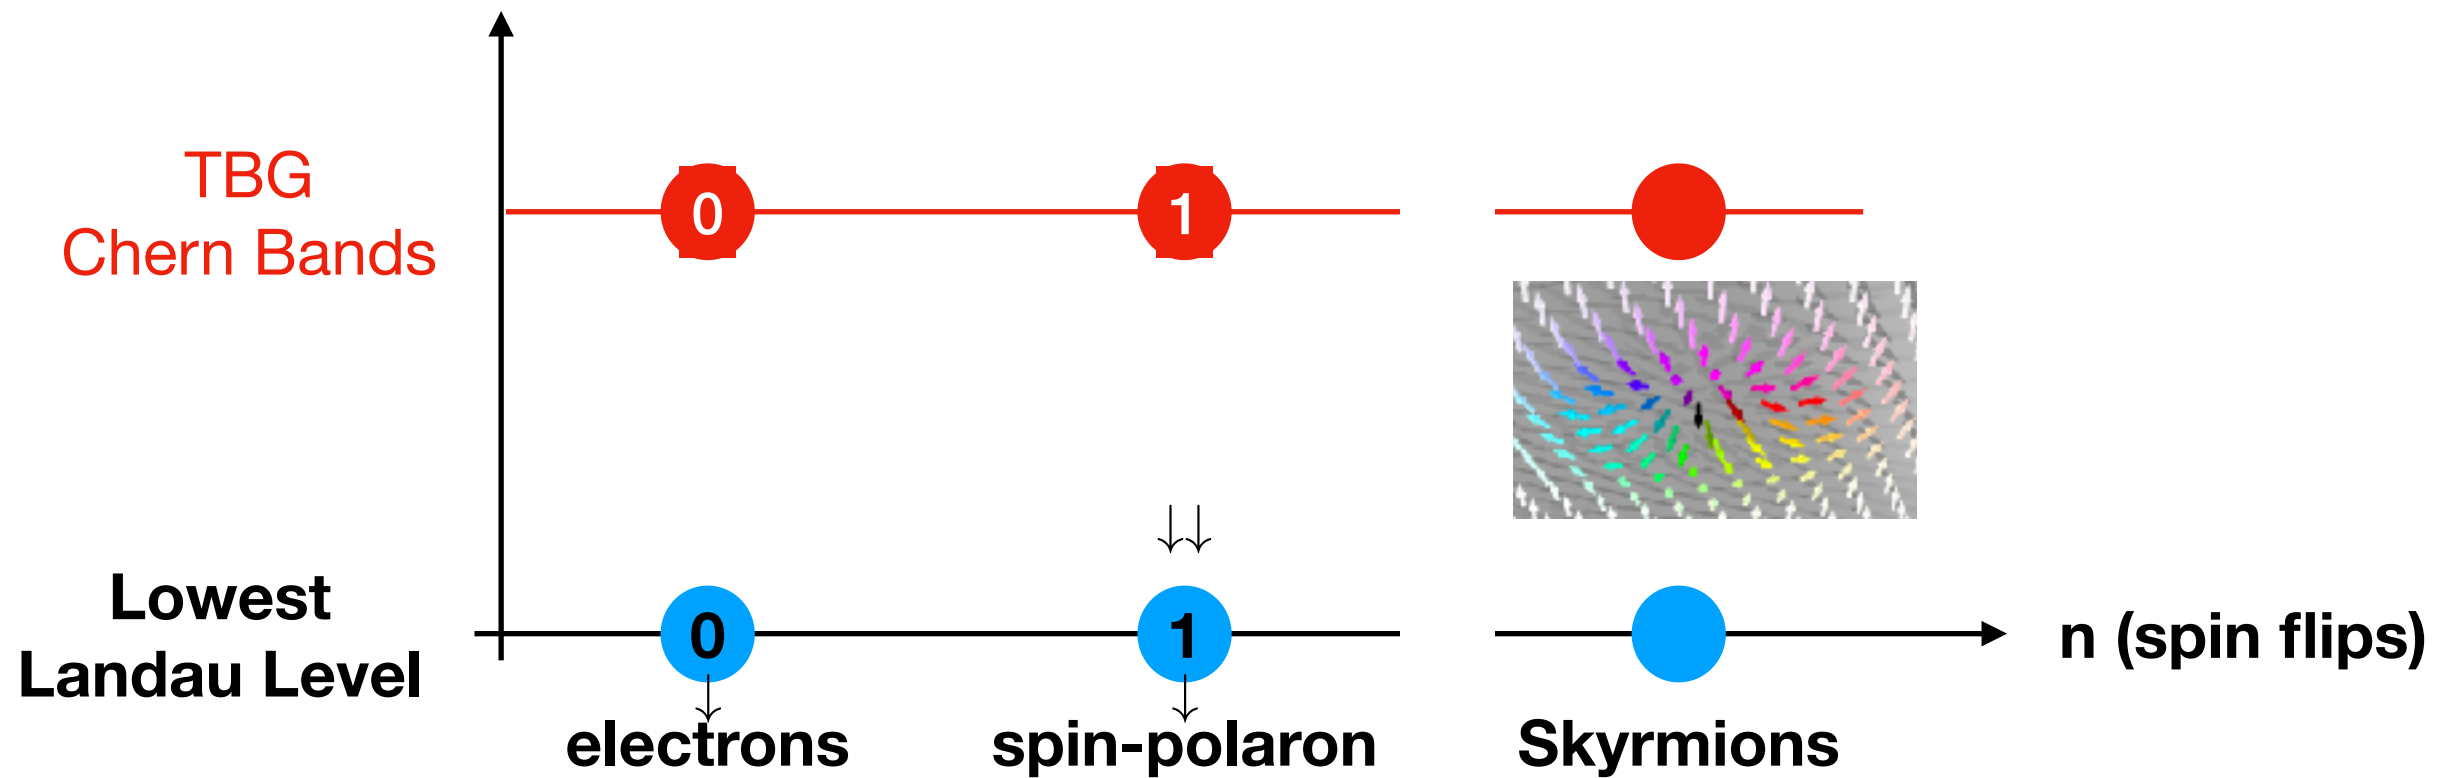 TBG
Chern Bands
0
1
↓↓
Lowest
Landau Level
0
1
n (spin flips)
↓
↓
electrons
spin-polaron
Skyrmions